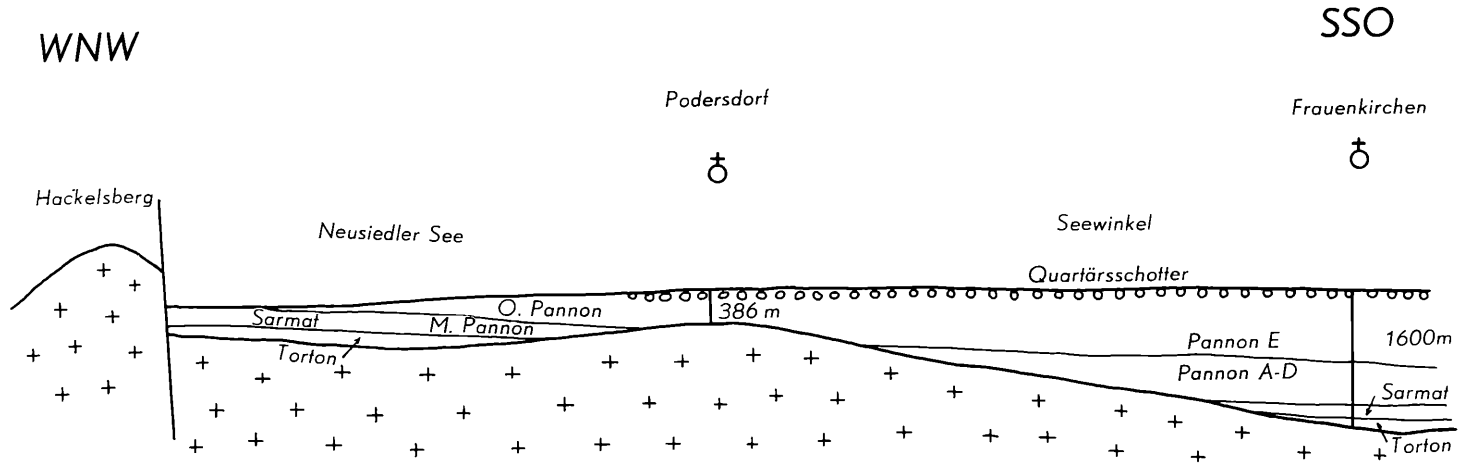 WNW
SSO
Podersdorf
Frauenkirchen
Hackelsberg
Neusiedler See
Seewinkel
Quartärsschotter
O. Pannon
386 m
Sarmat
M. Pannon
Pannon E
1600m
Torton
Pannon A-D
Sarmat
Torton